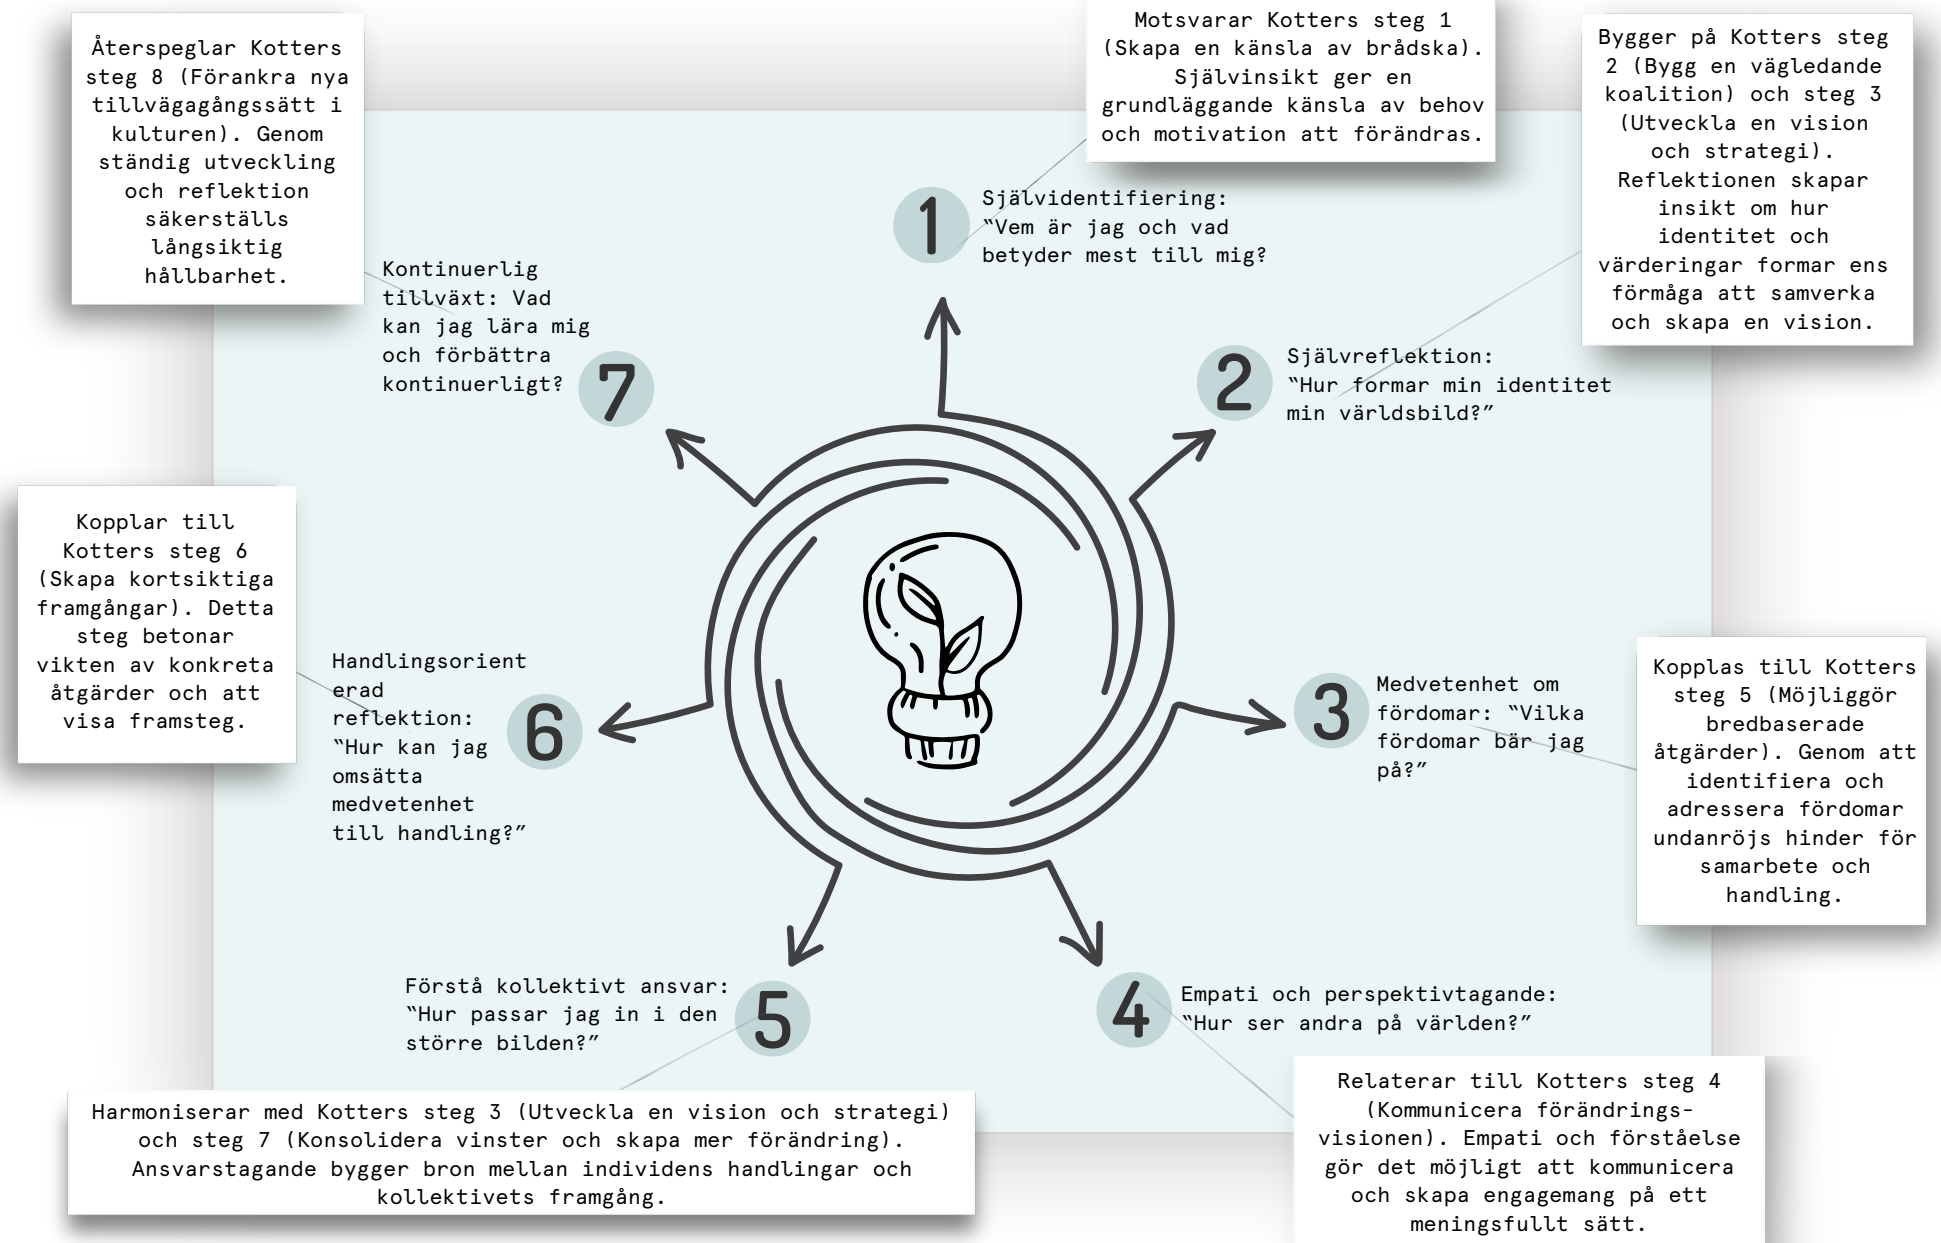 Motsvarar Kotters steg 1
(Skapa en känsla av brådska).
Självinsikt ger en
grundläggande känsla av behov
och motivation att förändras.
1
Självidentifiering:
“Vem är jag och vad
betyder mest till mig?
Bygger på Kotters steg
2 (Bygg en vägledande
koalition) och steg 3
(Utveckla en vision
och strategi).
Reflektionen skapar
insikt om hur
identitet och
värderingar formar ens
förmåga att samverka
och skapa en vision.
2
Självreflektion:
“Hur formar min identitet
min världsbild?”
3
Medvetenhet om
fördomar: “Vilka
fördomar bär jag
på?”
Kopplas till Kotters
steg 5 (Möjliggör
bredbaserade
åtgärder). Genom att
identifiera och
adressera fördomar
undanröjs hinder för
samarbete och
handling.
4
Empati och perspektivtagande:
“Hur ser andra på världen?”
Relaterar till Kotters steg 4
(Kommunicera förändrings-
visionen). Empati och förståelse
gör det möjligt att kommunicera
och skapa engagemang på ett
meningsfullt sätt.
5
Förstå kollektivt ansvar:
“Hur passar jag in i den
större bilden?”
Harmoniserar med Kotters steg 3 (Utveckla en vision och strategi)
och steg 7 (Konsolidera vinster och skapa mer förändring).
Ansvarstagande bygger bron mellan individens handlingar och
kollektivets framgång.
6
Handlingsorient
erad
reflektion:
“Hur kan jag
omsätta
medvetenhet
till handling?”
Kopplar till
Kotters steg 6
(Skapa kortsiktiga
framgångar). Detta
steg betonar
vikten av konkreta
åtgärder och att
visa framsteg.
7
Kontinuerlig
tillväxt: Vad
kan jag lära mig
och förbättra
kontinuerligt?
Återspeglar Kotters
steg 8 (Förankra nya
tillvägagångssätt i
kulturen). Genom
ständig utveckling
och reflektion
säkerställs
långsiktig
hållbarhet.